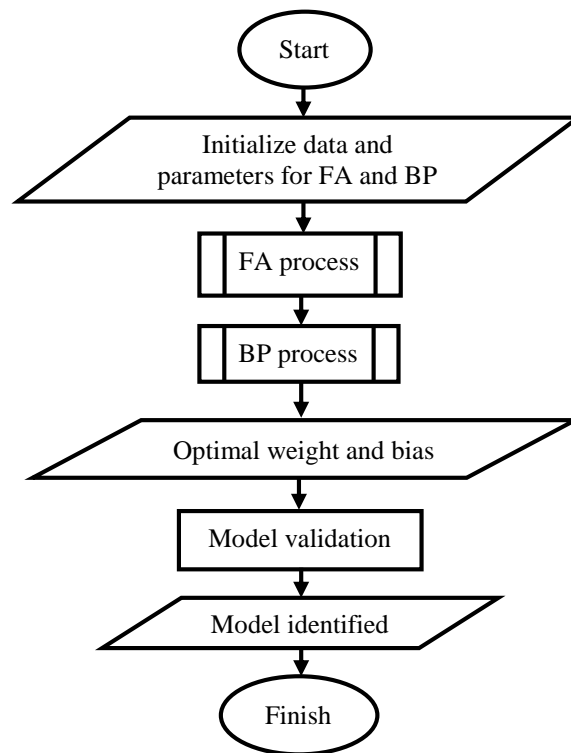 Start
Initialize data and
parameters for FA and BP
FA process
BP process
Optimal weight and bias
Model validation
Model identified
Finish